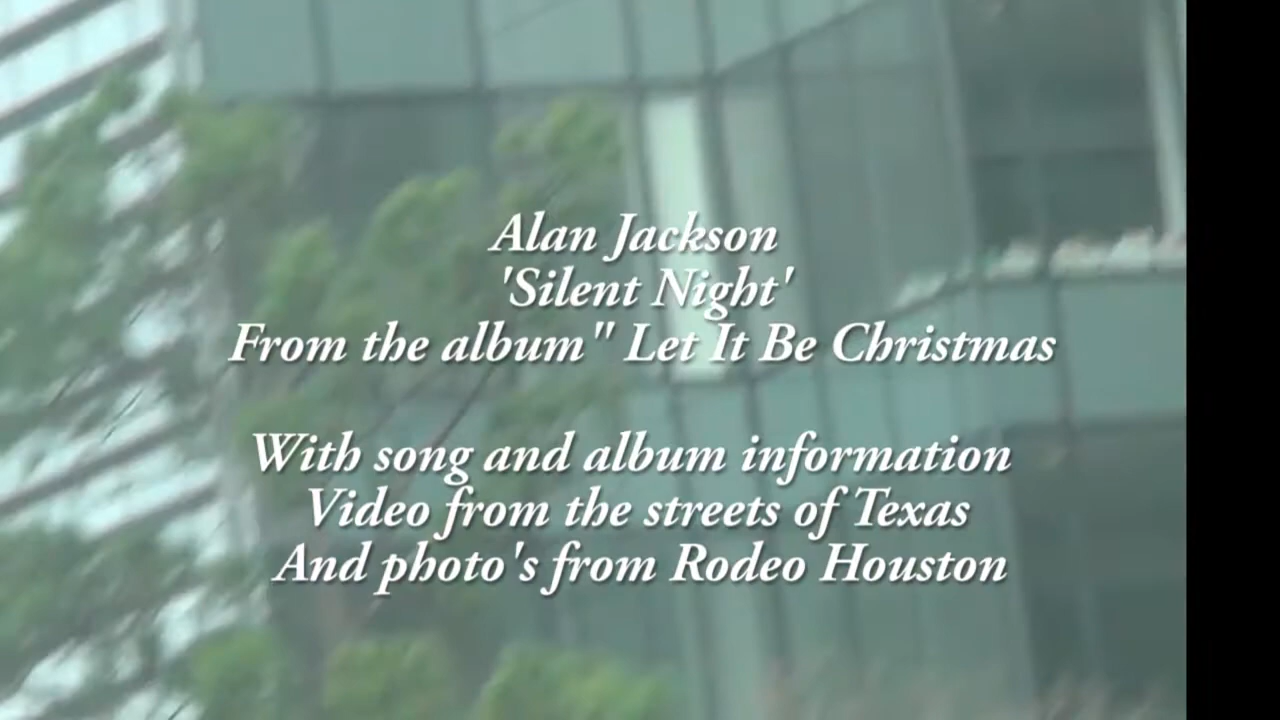 Alan Jackson
'Silent Night'
From the album" Let It Be Christmas
With song and album information
Video from the streets of Texas
And photo's from Rodeo Houston